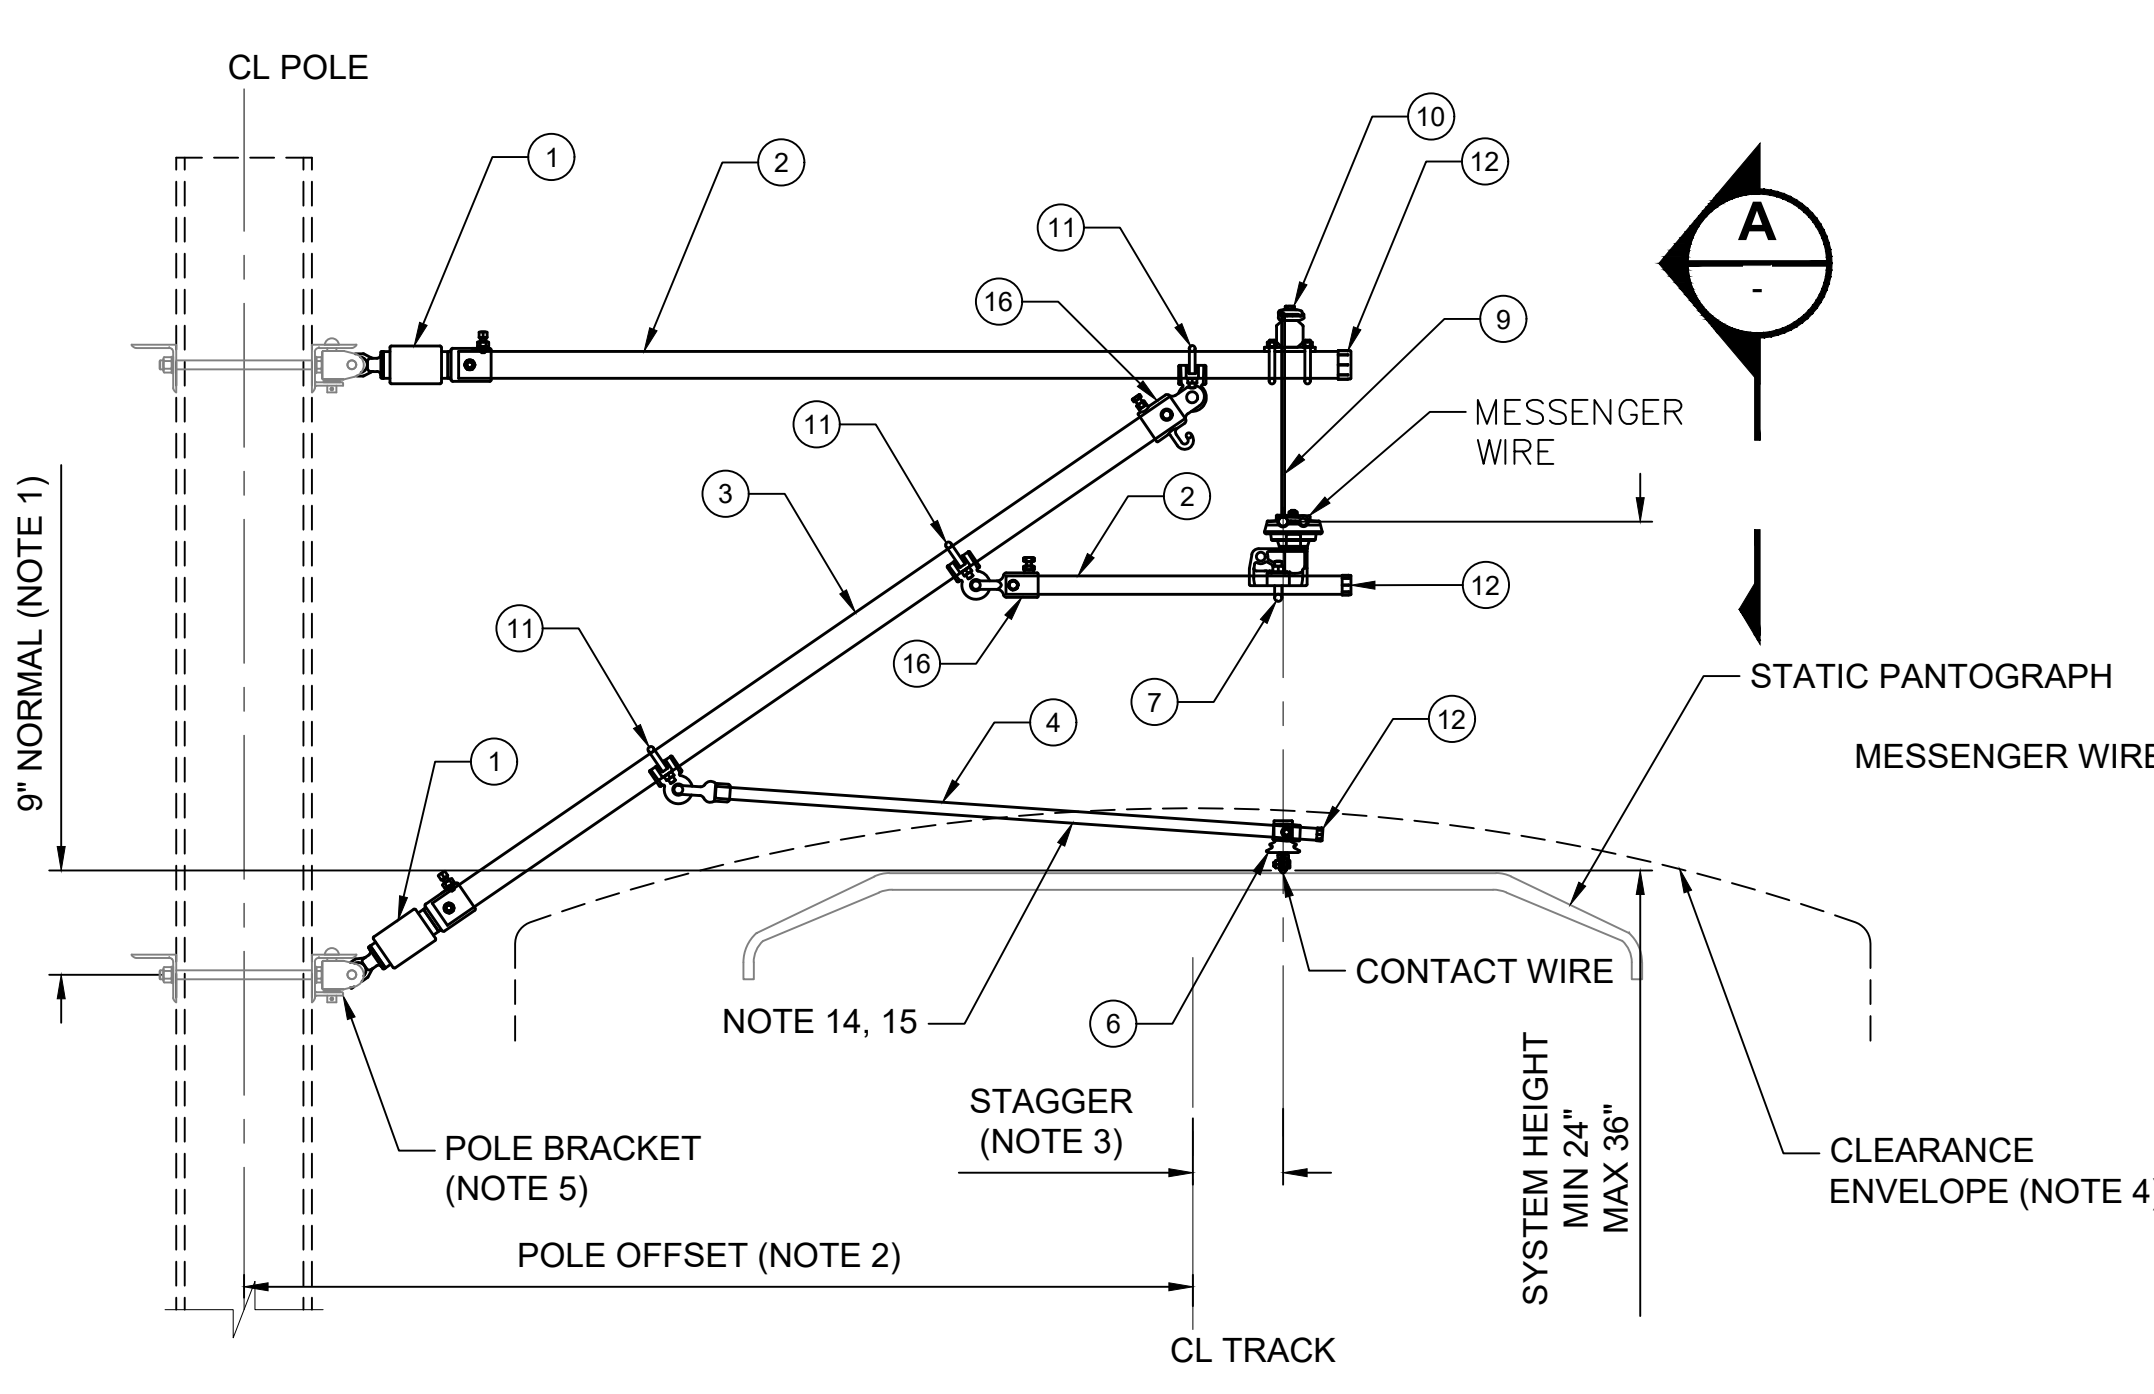 CL POLE
1
2
10
12
11
16
9
A
-
MESSENGER
WIRE
11
3
2
9" NORMAL (NOTE 1)
12
11
16
7
STATIC PANTOGRAPH
4
12
1
MESSENGER WIRE
CONTACT WIRE
NOTE 14, 15
6
STAGGER
(NOTE 3)
SYSTEM HEIGHT
MIN 24"
MAX 36"
POLE BRACKET
(NOTE 5)
CLEARANCE
ENVELOPE (NOTE 4)
POLE OFFSET (NOTE 2)
CL TRACK